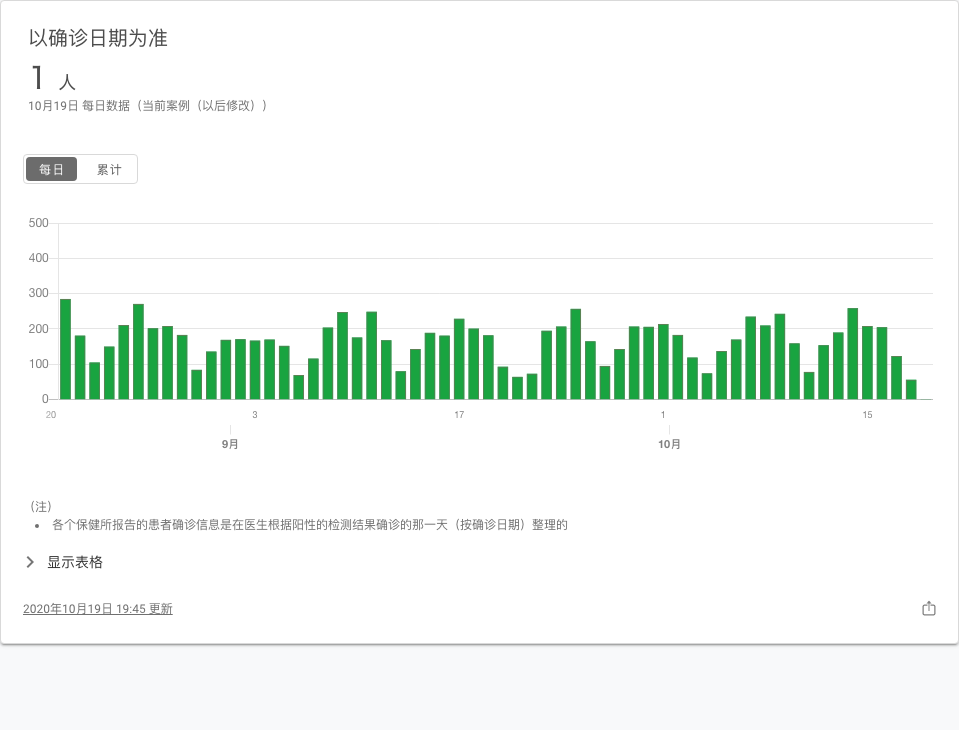 以确诊日期为准
1 人
10月19日 每日数据（当前案例（以后修改））
每日 累计
500
400
300
200
100
0
20 3 17 1 15
9月 10月
（注）
• 各个保健所报告的患者确诊信息是在医生根据阳性的检测结果确诊的那一天（按确诊日期）整理的
显示表格
2020年10月19日 19:45 更新